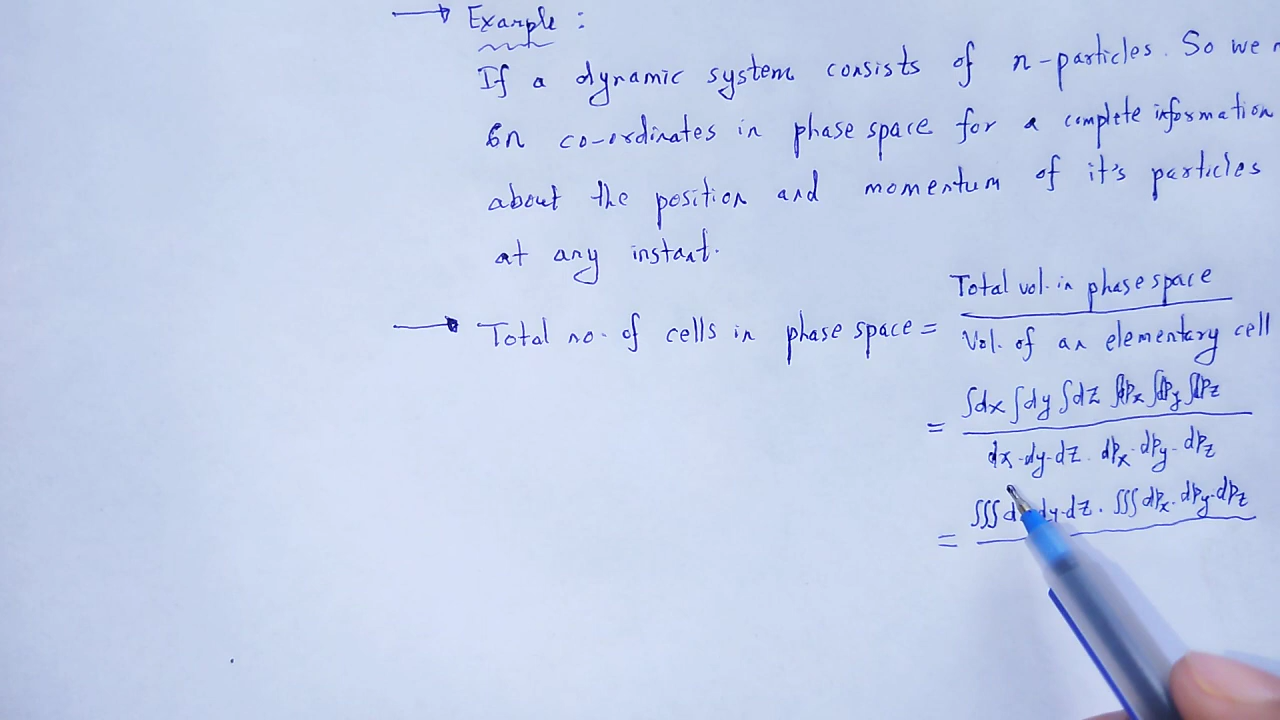 → Example :
If a dynamic system consists of n-particles. So we
6n co-ordinates in phase space for a complete information
about the position and momentum of it's particles
at any instant.
→ Total no. of cells in phase space = Total vol. in phase space
Vol. of an elementary cell
= ∫dx ∫dy ∫dz ∫dpx ∫dpy ∫dpz
dx·dy·dz· dpx·dpy·dpz
= ∫∫∫ dy·dz · ∫∫∫ dpx·dpy·dpz